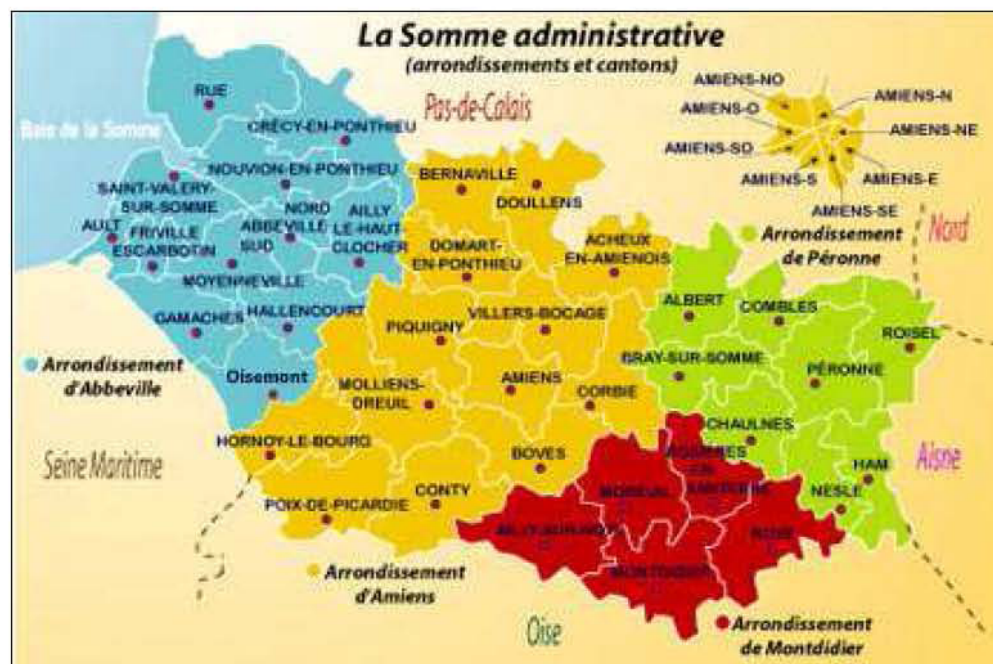 La Somme administrative
(arrondissements et cantons)
Pas-de-Calais
Baie de la Somme
RUE
CRÉCY-EN-PONTHIEU
NOUVION-EN-PONTHIEU
SAINT-VALERY-
SUR-SOMME
AULT
FRIVILLE
ESCARBOTIN
NORD
ABBEVILLE
SUD
AILLY
LE-HAUT-
CLOCHER
MOYENNEVILLE
GAMACHES
HALLENCOURT
Oisemont
Arrondissement
d'Abbeville
BERNAVILLE
DOULLENS
DOMART-
EN-PONTHIEU
ACHEUX
EN-AMIENOIS
PIQUIGNY
VILLERS-BOCAGE
MOLLIENS-
DREUIL
AMIENS
CORBIE
HORNOY-LE-BOURG
BOVES
POIX-DE-PICARDIE
CONTY
Arrondissement
d'Amiens
AMIENS-NO
AMIENS-N
AMIENS-O
AMIENS-NE
AMIENS-SO
AMIENS-S
AMIENS-E
AMIENS-SE
Arrondissement
de Péronne
Nord
ALBERT
COMBLES
ROISEL
BRAY-SUR-SOMME
PÉRONNE
CHAULNES
HAM
NESLE
Aisne
MOREUIL
ROYE
MONTDIDIER
Arrondissement
de Montdidier
Seine Maritime
Oise